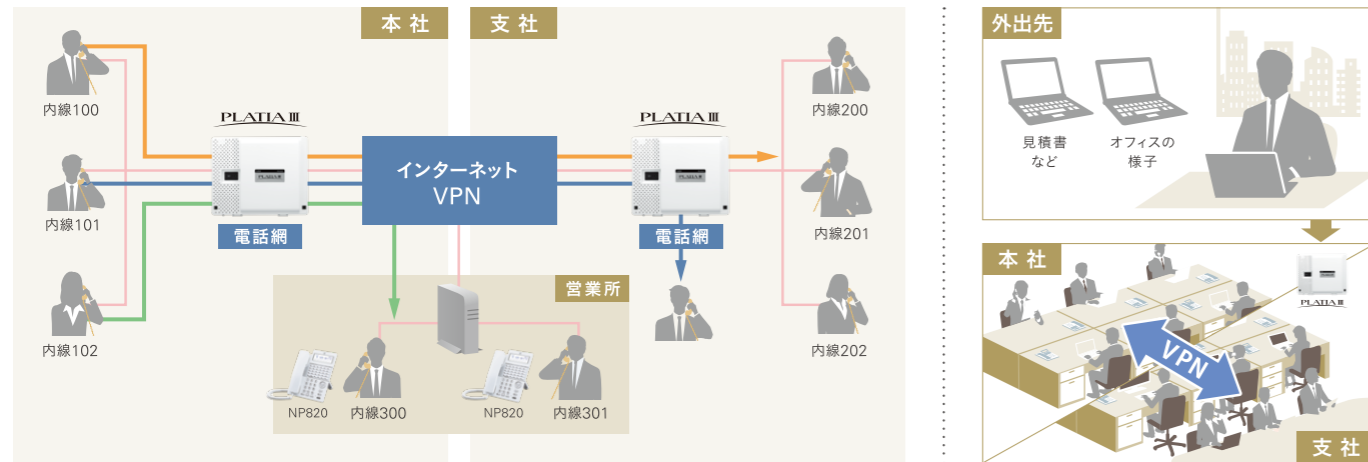 本社
支社
内線100
内線101
内線102
PLATIA III
PLATIA III
電話網
インターネット
VPN
PLATIA III
PLATIA III
電話網
内線200
内線201
内線202
営業所
NP820
内線300
NP820
内線301
外出先
見積書
など
オフィスの
様子
本社
PLATIA III
VPN
支社